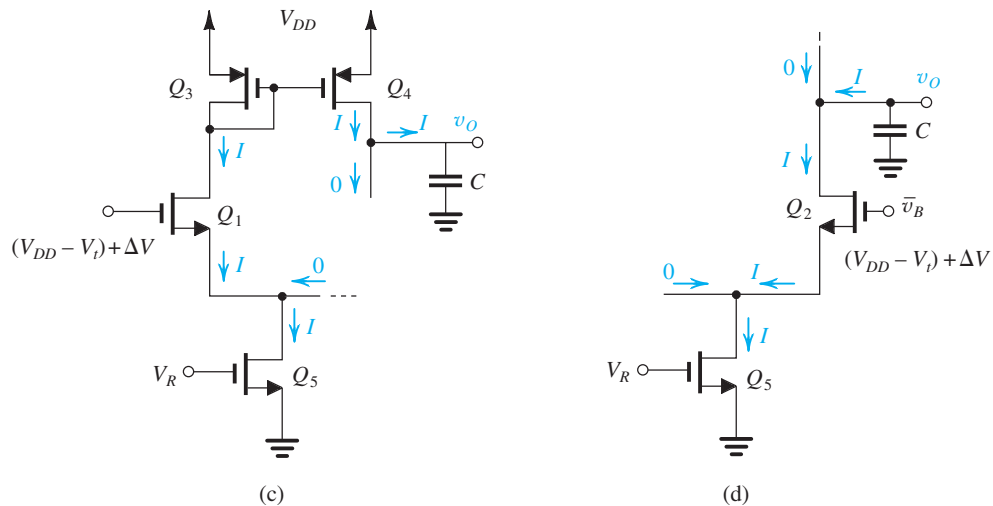 V_DD
Q_3
Q_4
I
I
I
v_O
0
C
Q_1
(V_DD – V_t) + ΔV
I
0
I
V_R
Q_5
(c)
0
I
v_O
C
I
Q_2
v̄_B
(V_DD – V_t) + ΔV
0
I
I
V_R
Q_5
(d)